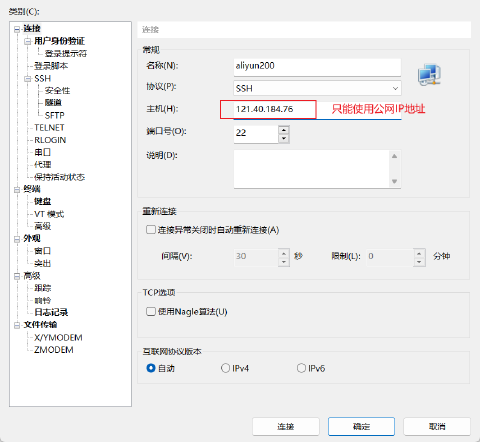 类别(C):
连接
用户身份验证
登录提示符
登录脚本
SSH
安全性
隧道
SFTP
TELNET
RLOGIN
串口
代理
保持活动状态
终端
键盘
VT 模式
高级
外观
窗口
突出
高级
跟踪
响铃
日志记录
文件传输
X/YMODEM
ZMODEM
连接
常规
名称(N): aliyun200
协议(P): SSH
主机(H): 121.40.184.76 只能使用公网IP地址
端口号(O): 22
说明(D):
重新连接
连接异常关闭时自动重新连接(A)
间隔(V): 30 秒 限制(L): 0 分钟
TCP选项
使用Nagle算法(U)
互联网协议版本
自动 IPv4 IPv6
连接 确定 取消